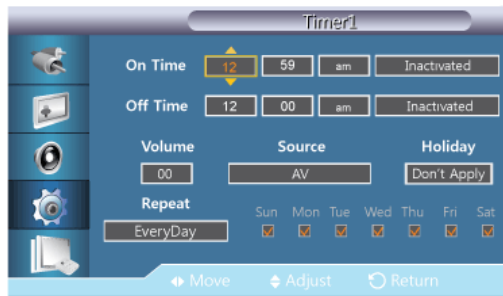 Timer1
On Time 12 59 am Inactivated
Off Time 12 00 am Inactivated
Volume Source Holiday
00 AV Don't Apply
Repeat Sun Mon Tue Wed Thu Fri Sat
EveryDay
Move Adjust Return